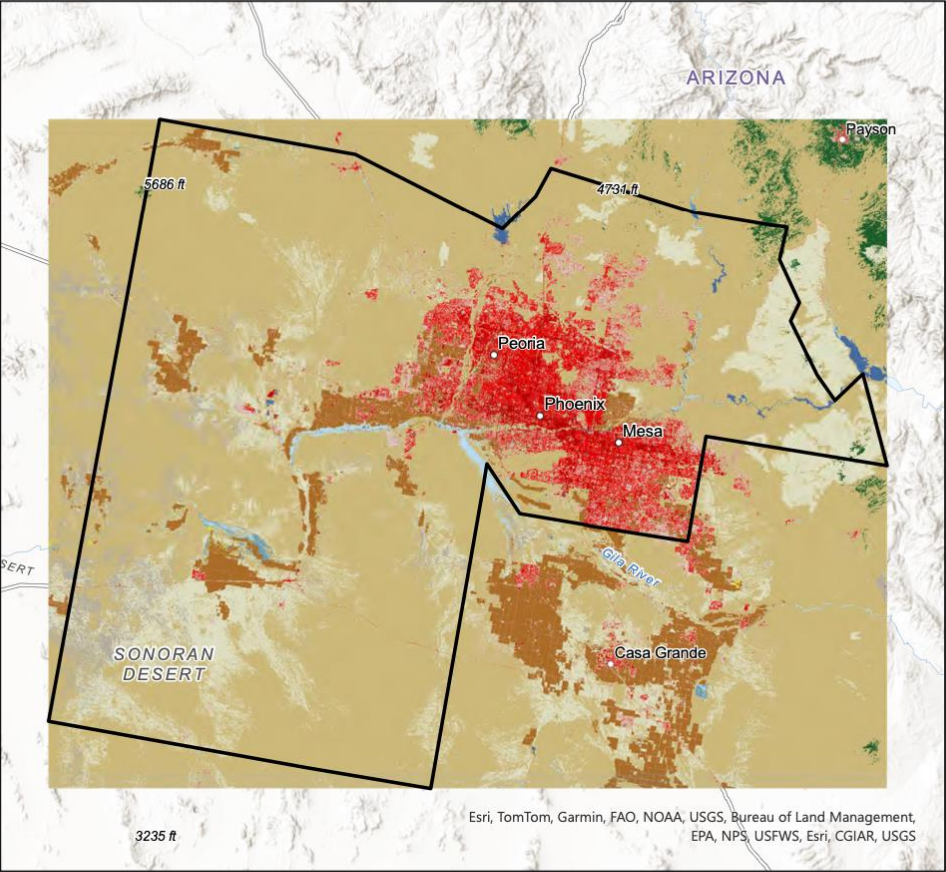 ARIZONA
Payson
5686 ft
4731 ft
Peoria
Phoenix
Mesa
Gila River
SERT
Casa Grande
SONORAN
DESERT
Esri, TomTom, Garmin, FAO, NOAA, USGS, Bureau of Land Management,
3235 ft
EPA, NPS, USFWS, Esri, CGIAR, USGS